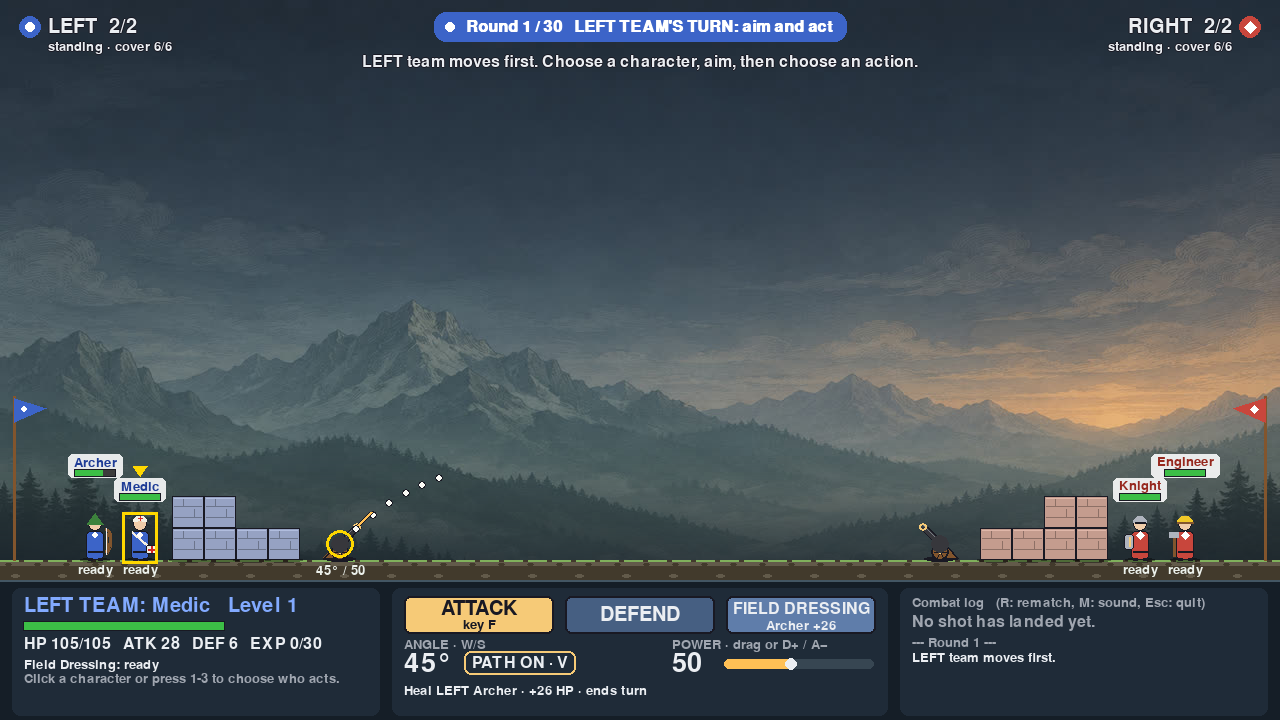 LEFT 2/2
standing · cover 6/6
Round 1 / 30 LEFT TEAM'S TURN: aim and act
RIGHT 2/2
standing · cover 6/6
LEFT team moves first. Choose a character, aim, then choose an action.
Archer
Medic
Engineer
Knight
ready
ready
45° / 50
ready
ready
LEFT TEAM: Medic Level 1
HP 105/105 ATK 28 DEF 6 EXP 0/30
Field Dressing: ready
Click a character or press 1-3 to choose who acts.
ATTACK
key F
DEFEND
FIELD DRESSING
Archer +26
ANGLE · W/S
45°
PATH ON · V
POWER · drag or D+ / A–
50
Heal LEFT Archer · +26 HP · ends turn
Combat log (R: rematch, M: sound, Esc: quit)
No shot has landed yet.
--- Round 1 ---
LEFT team moves first.